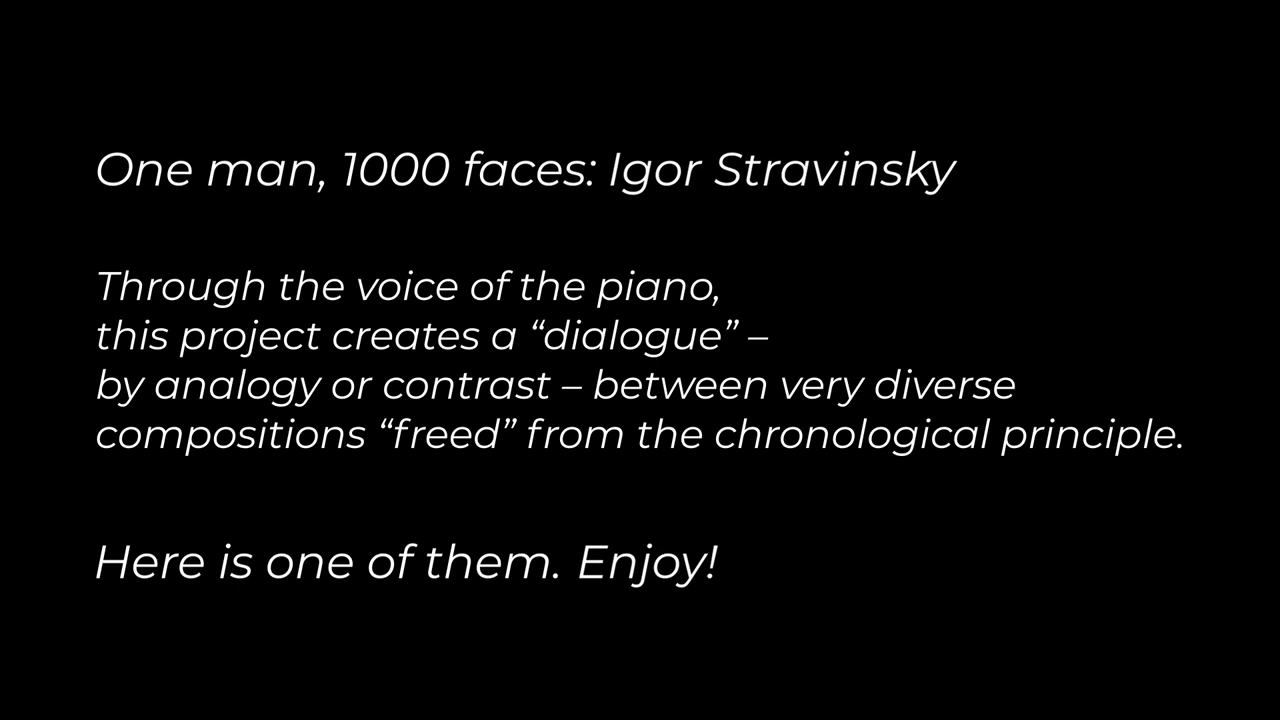 One man, 1000 faces: Igor Stravinsky
Through the voice of the piano,
this project creates a “dialogue” –
by analogy or contrast – between very diverse
compositions “freed” from the chronological principle.
Here is one of them. Enjoy!